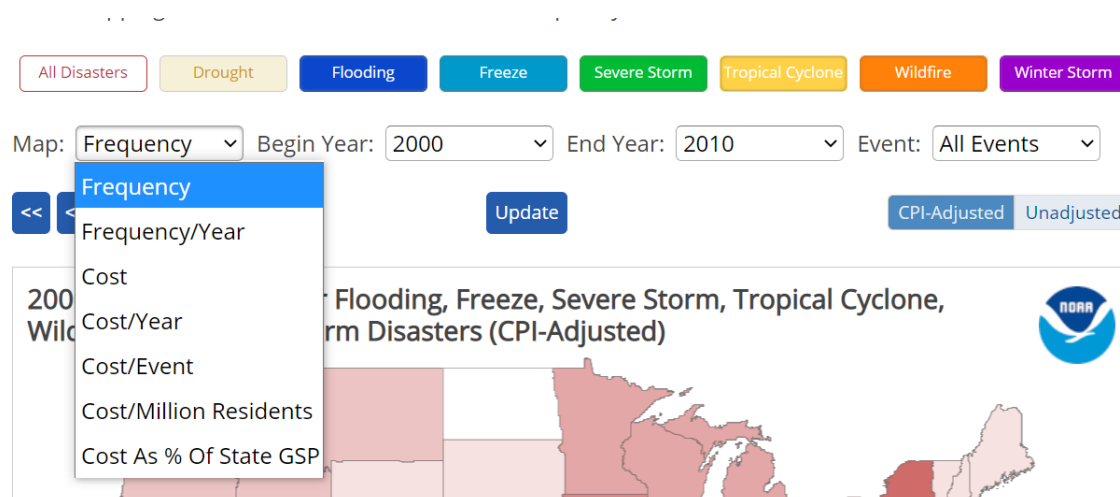 All Disasters Drought Flooding Freeze Severe Storm Tropical Cyclone Wildfire Winter Storm
Map: Frequency Begin Year: 2000 End Year: 2010 Event: All Events
Frequency
<< Update CPI-Adjusted Unadjusted
Frequency/Year
Cost
200 Flooding, Freeze, Severe Storm, Tropical Cyclone,
NOAA
Cost/Year
rm Disasters (CPI-Adjusted)
Cost/Event
Cost/Million Residents
Cost As % Of State GSP